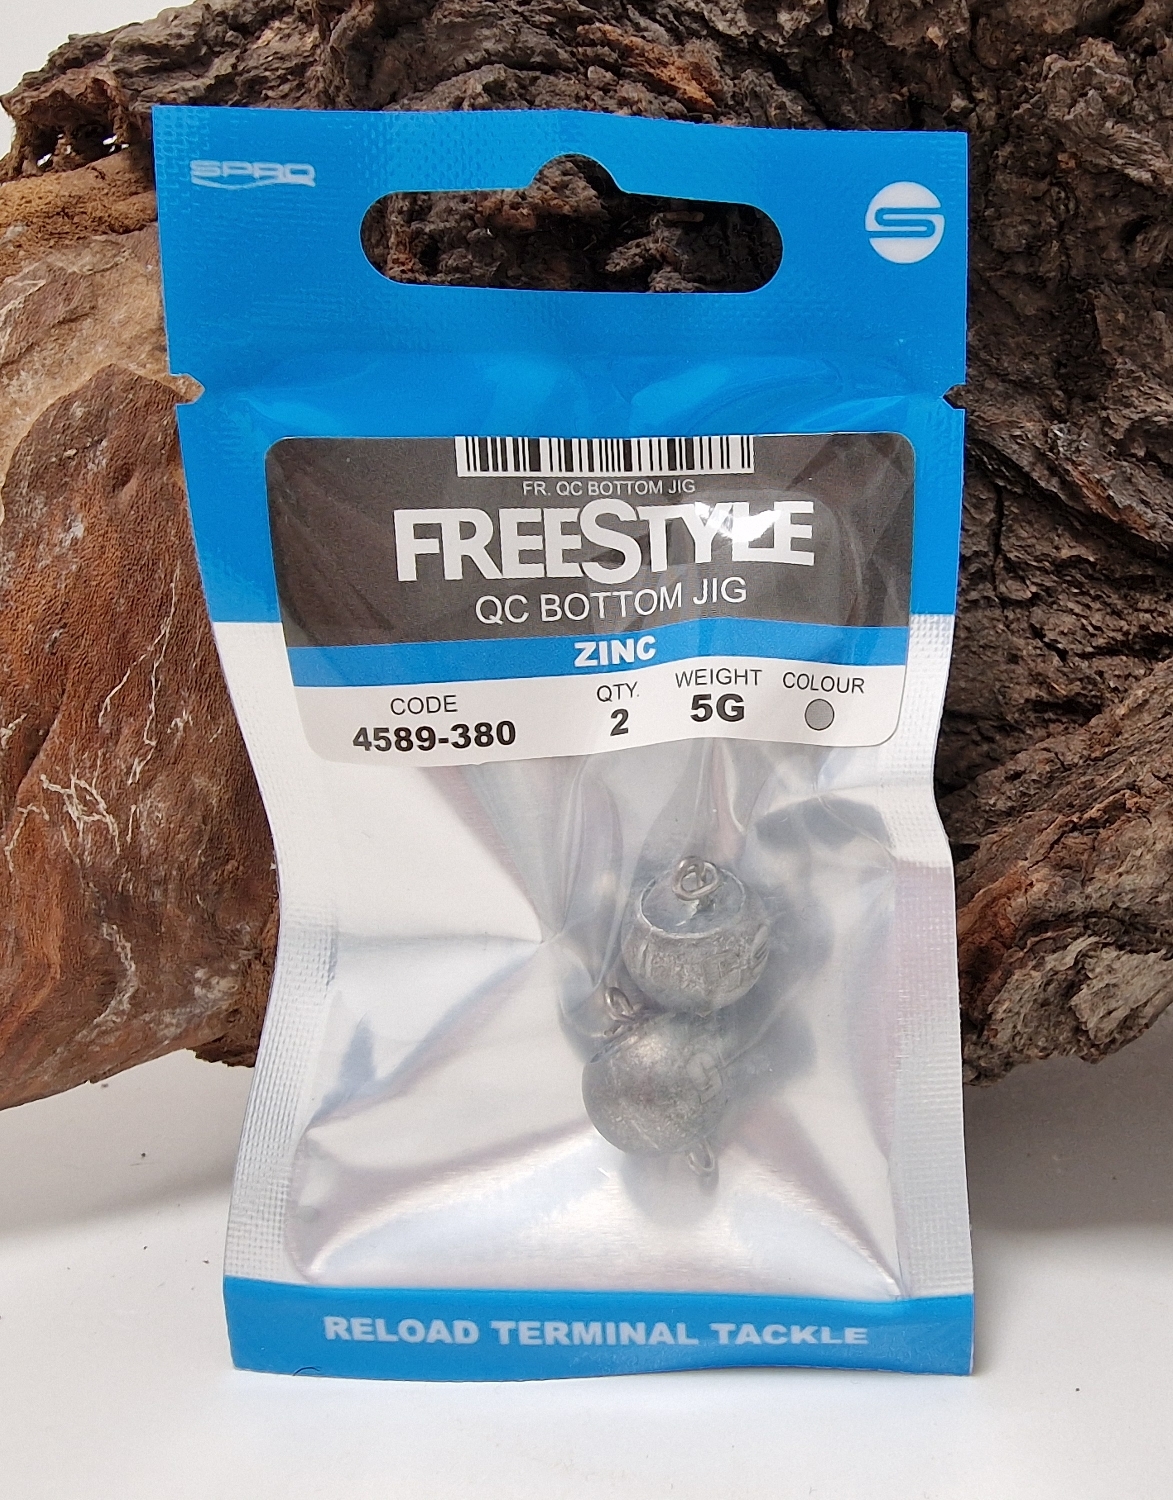 SPRO
S
FR. QC BOTTOM JIG
FREESTYLE
QC BOTTOM JIG
ZINC
CODE QTY. WEIGHT COLOUR
4589-380 2 5G
RELOAD TERMINAL TACKLE